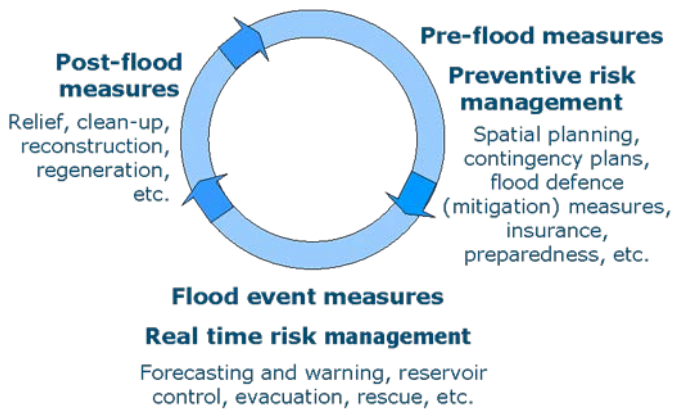 Pre-flood measures
Preventive risk
management
Spatial planning,
contingency plans,
flood defence
(mitigation) measures,
insurance,
preparedness, etc.
Flood event measures
Real time risk management
Forecasting and warning, reservoir
control, evacuation, rescue, etc.
Post-flood
measures
Relief, clean-up,
reconstruction,
regeneration,
etc.